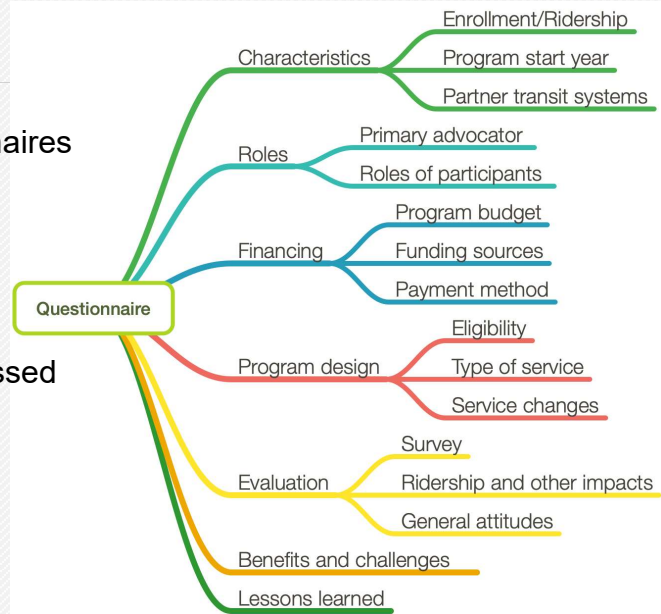 Enrollment/Ridership
Characteristics
Program start year
Partner transit systems
Primary advocator
Roles
Roles of participants
Program budget
Financing
Funding sources
Payment method
Questionnaire
Eligibility
Program design
Type of service
Service changes
Survey
Evaluation
Ridership and other impacts
General attitudes
Benefits and challenges
Lessons learned